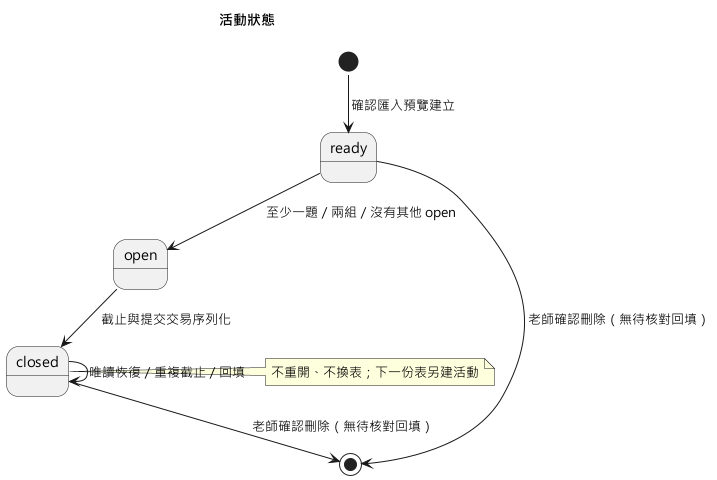 活動狀態
確認匯入預覽建立
ready
至少一題 / 兩組 / 沒有其他 open
open
截止與提交交易序列化
老師確認刪除（無待核對回填）
closed
唯讀恢復 / 重複截止 / 回填
不重開、不換表；下一份表另建活動
老師確認刪除（無待核對回填）